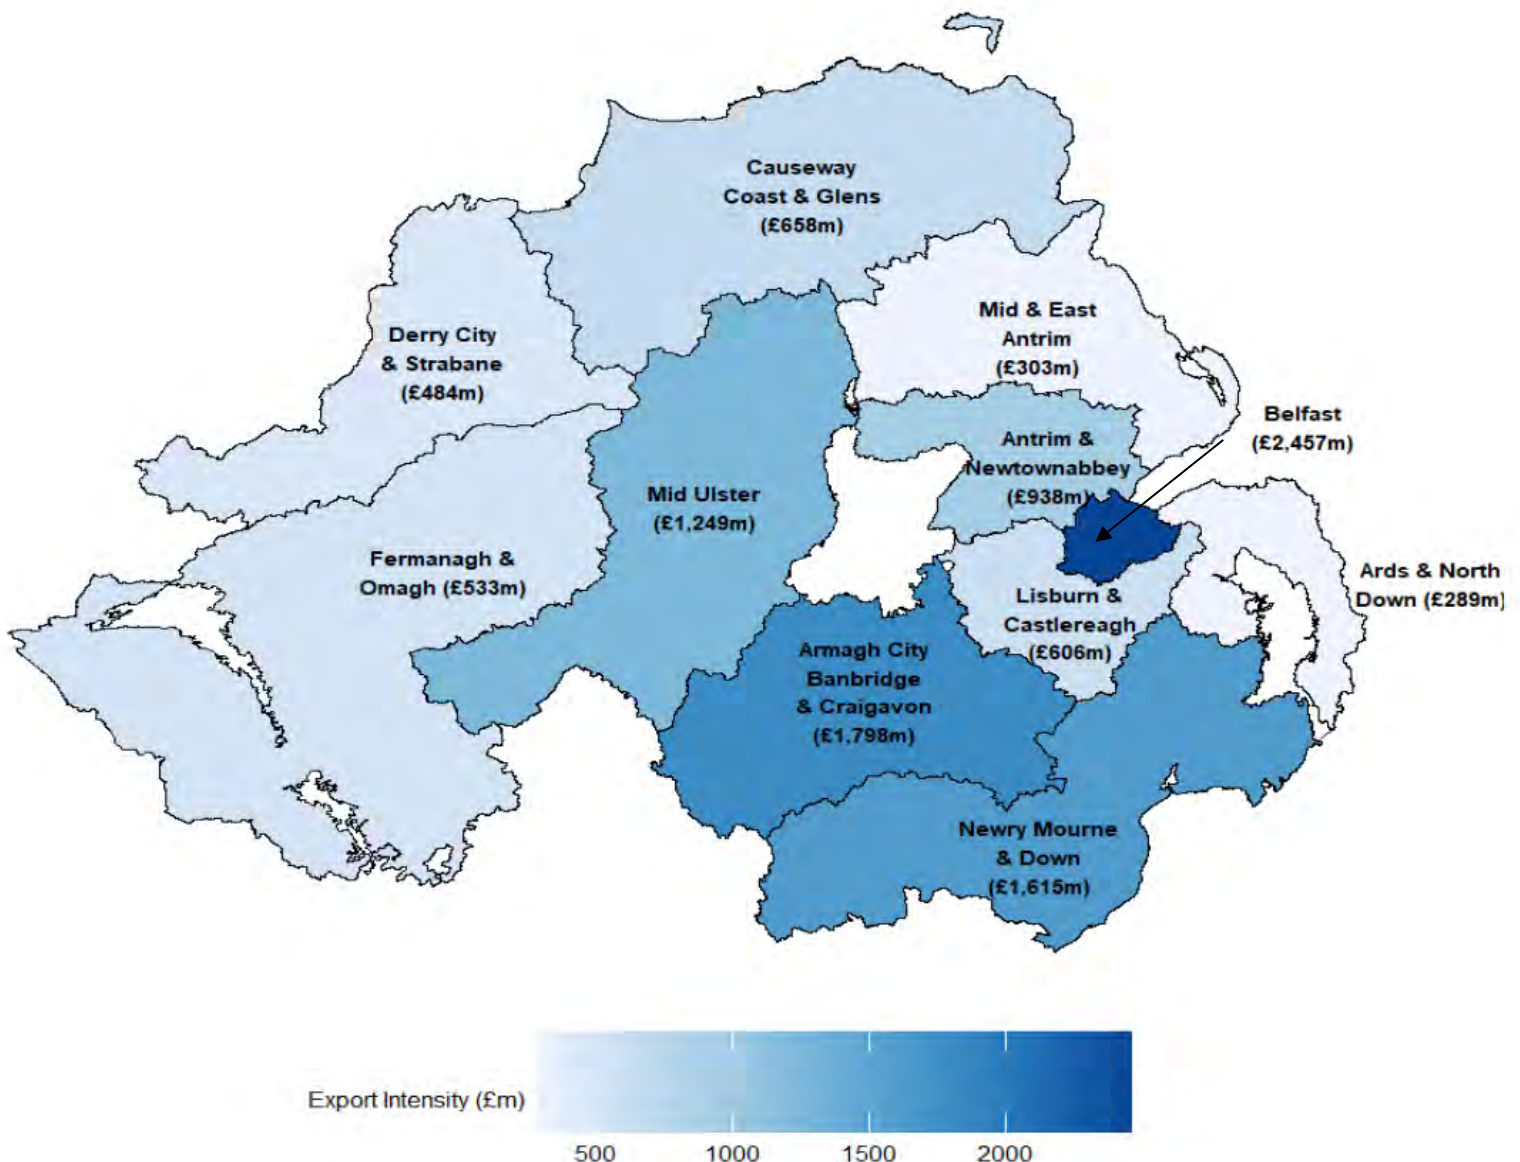 Causeway
Coast & Glens
(£658m)
Mid & East
Antrim
(£303m)
Derry City
& Strabane
(£484m)
Belfast
(£2,457m)
Antrim &
Newtownabbey
(£938m)
Mid Ulster
(£1,249m)
Fermanagh &
Omagh (£533m)
Ards & North
Down (£289m)
Lisburn &
Castlereagh
(£606m)
Armagh City
Banbridge
& Craigavon
(£1,798m)
Newry Mourne
& Down
(£1,615m)
Export Intensity (£m)
500 1000 1500 2000